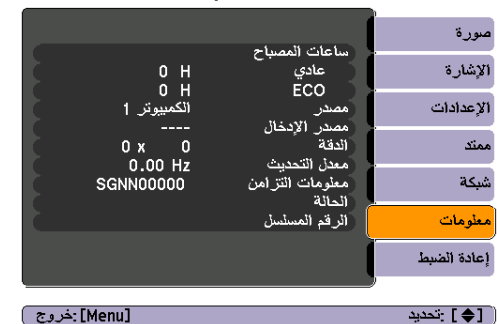 صورة
الإشارة
الإعدادات
ممتد
شبكة
معلومات
إعادة الضبط
ساعات المصباح
عادي 0 H
ECO 0 H
مصدر الكمبيوتر 1
مصدر الإدخال ----
الدقة 0 x 0
معدل التحديث 0.00 Hz
معلومات التزامن SGNN00000
الحالة
الرقم المسلسل
[◆] :تحديد
[Menu] :خروج